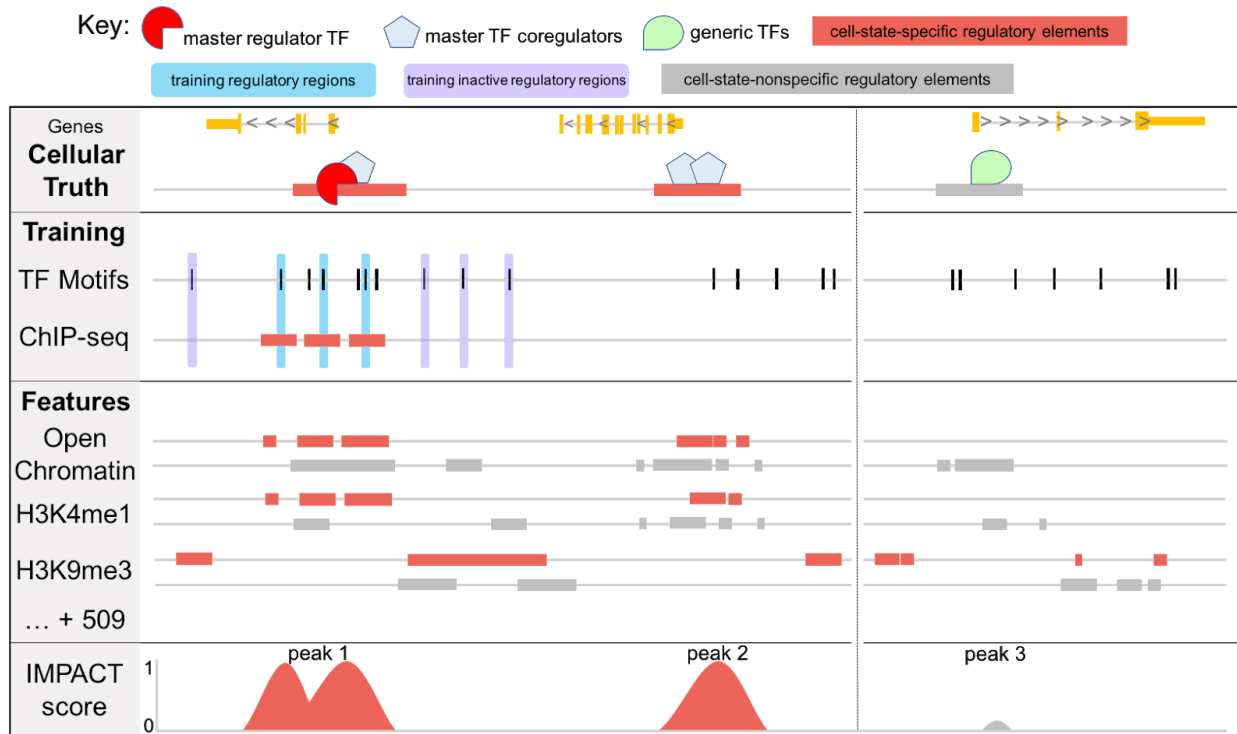 Key: master regulator TF master TF coregulators generic TFs cell-state-specific regulatory elements
training regulatory regions training inactive regulatory regions cell-state-nonspecific regulatory elements
Genes
Cellular
Truth
Training
TF Motifs
ChIP-seq
Features
Open
Chromatin
H3K4me1
H3K9me3
... + 509
peak 1 peak 2 peak 3
IMPACT
score
1
0